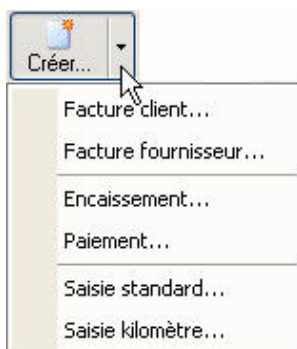 Créer...
Facture client...
Facture fournisseur...
Encaissement...
Paiement...
Saisie standard...
Saisie kilomètre...